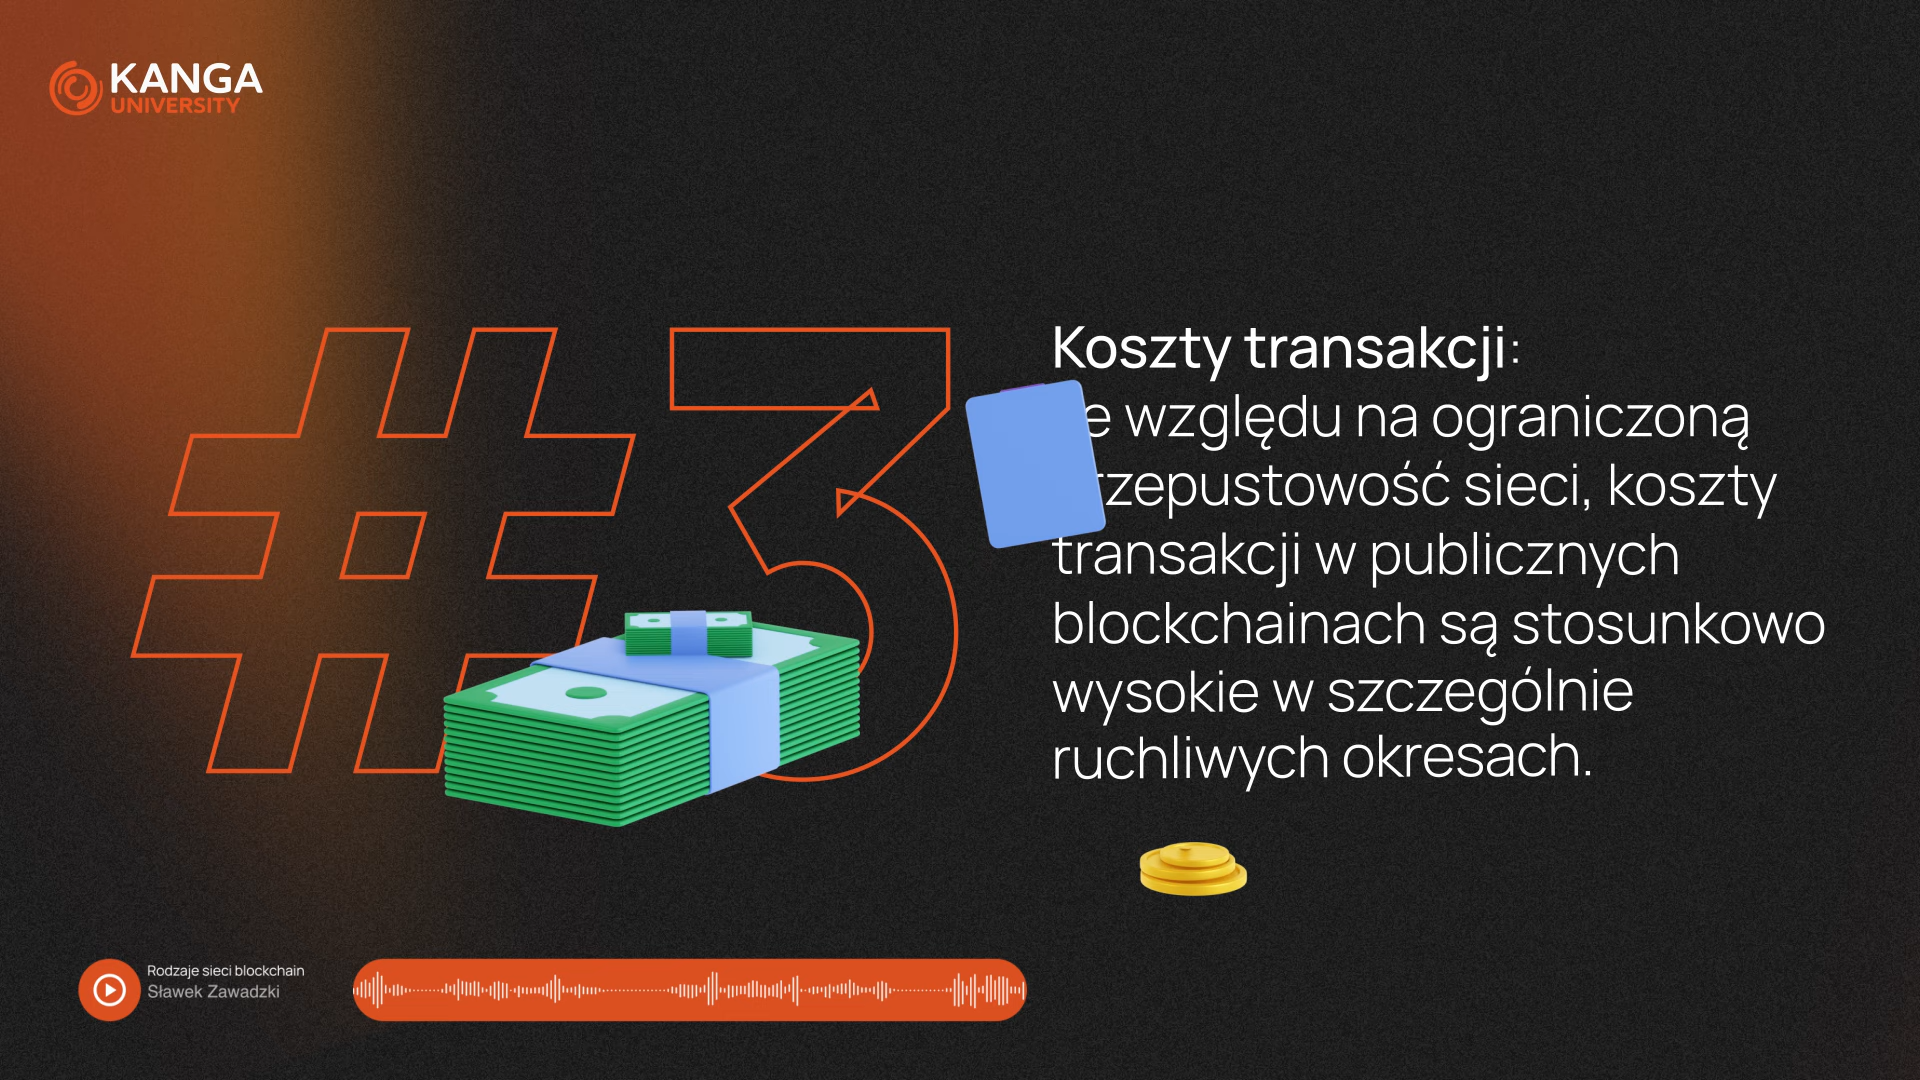 KANGA
UNIVERSITY
#3
Koszty transakcji:
względu na ograniczoną
sieci, koszty
transakcji w publicznych
blockchainach są stosunkowo
wysokie w szczególnie
ruchliwych okresach.
Rodzaje sieci blockchain
Sławek Zawadzki